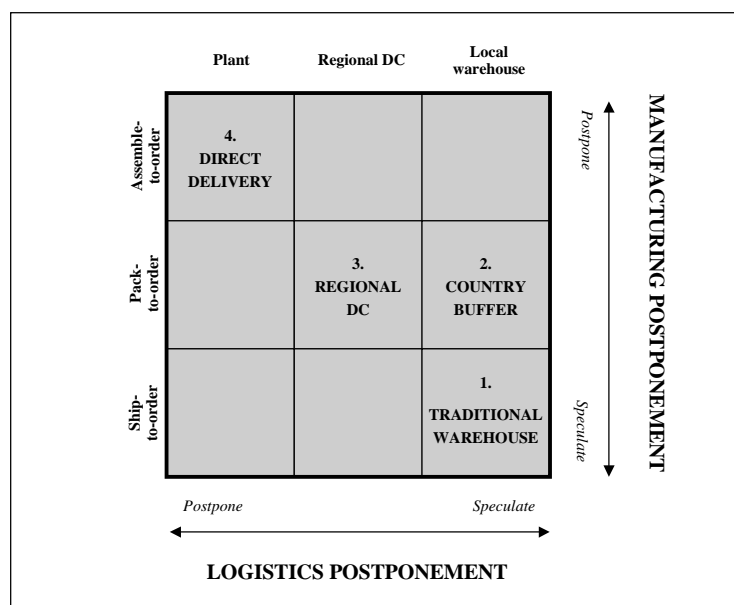 Plant
Regional DC
Local
warehouse
Assemble-
to-order
4.
DIRECT
DELIVERY
Postpone
Pack-
to-order
3.
REGIONAL
DC
2.
COUNTRY
BUFFER
Ship-
to-order
1.
TRADITIONAL
WAREHOUSE
Speculate
MANUFACTURING POSTPONEMENT
Postpone
Speculate
LOGISTICS POSTPONEMENT